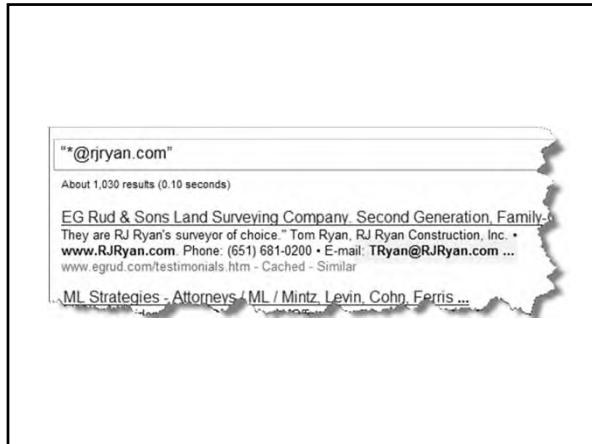 "*@rjryan.com"
About 1,030 results (0.10 seconds)
EG Rud & Sons Land Surveying Company. Second Generation, Family-
They are RJ Ryan's surveyor of choice." Tom Ryan, RJ Ryan Construction, Inc. •
www.RJRyan.com. Phone: (651) 681-0200 • E-mail: TRyan@RJRyan.com ...
www.egrud.com/testimonials.htm - Cached - Similar
ML Strategies - Attorneys / ML / Mintz, Levin, Cohn, Ferris ...